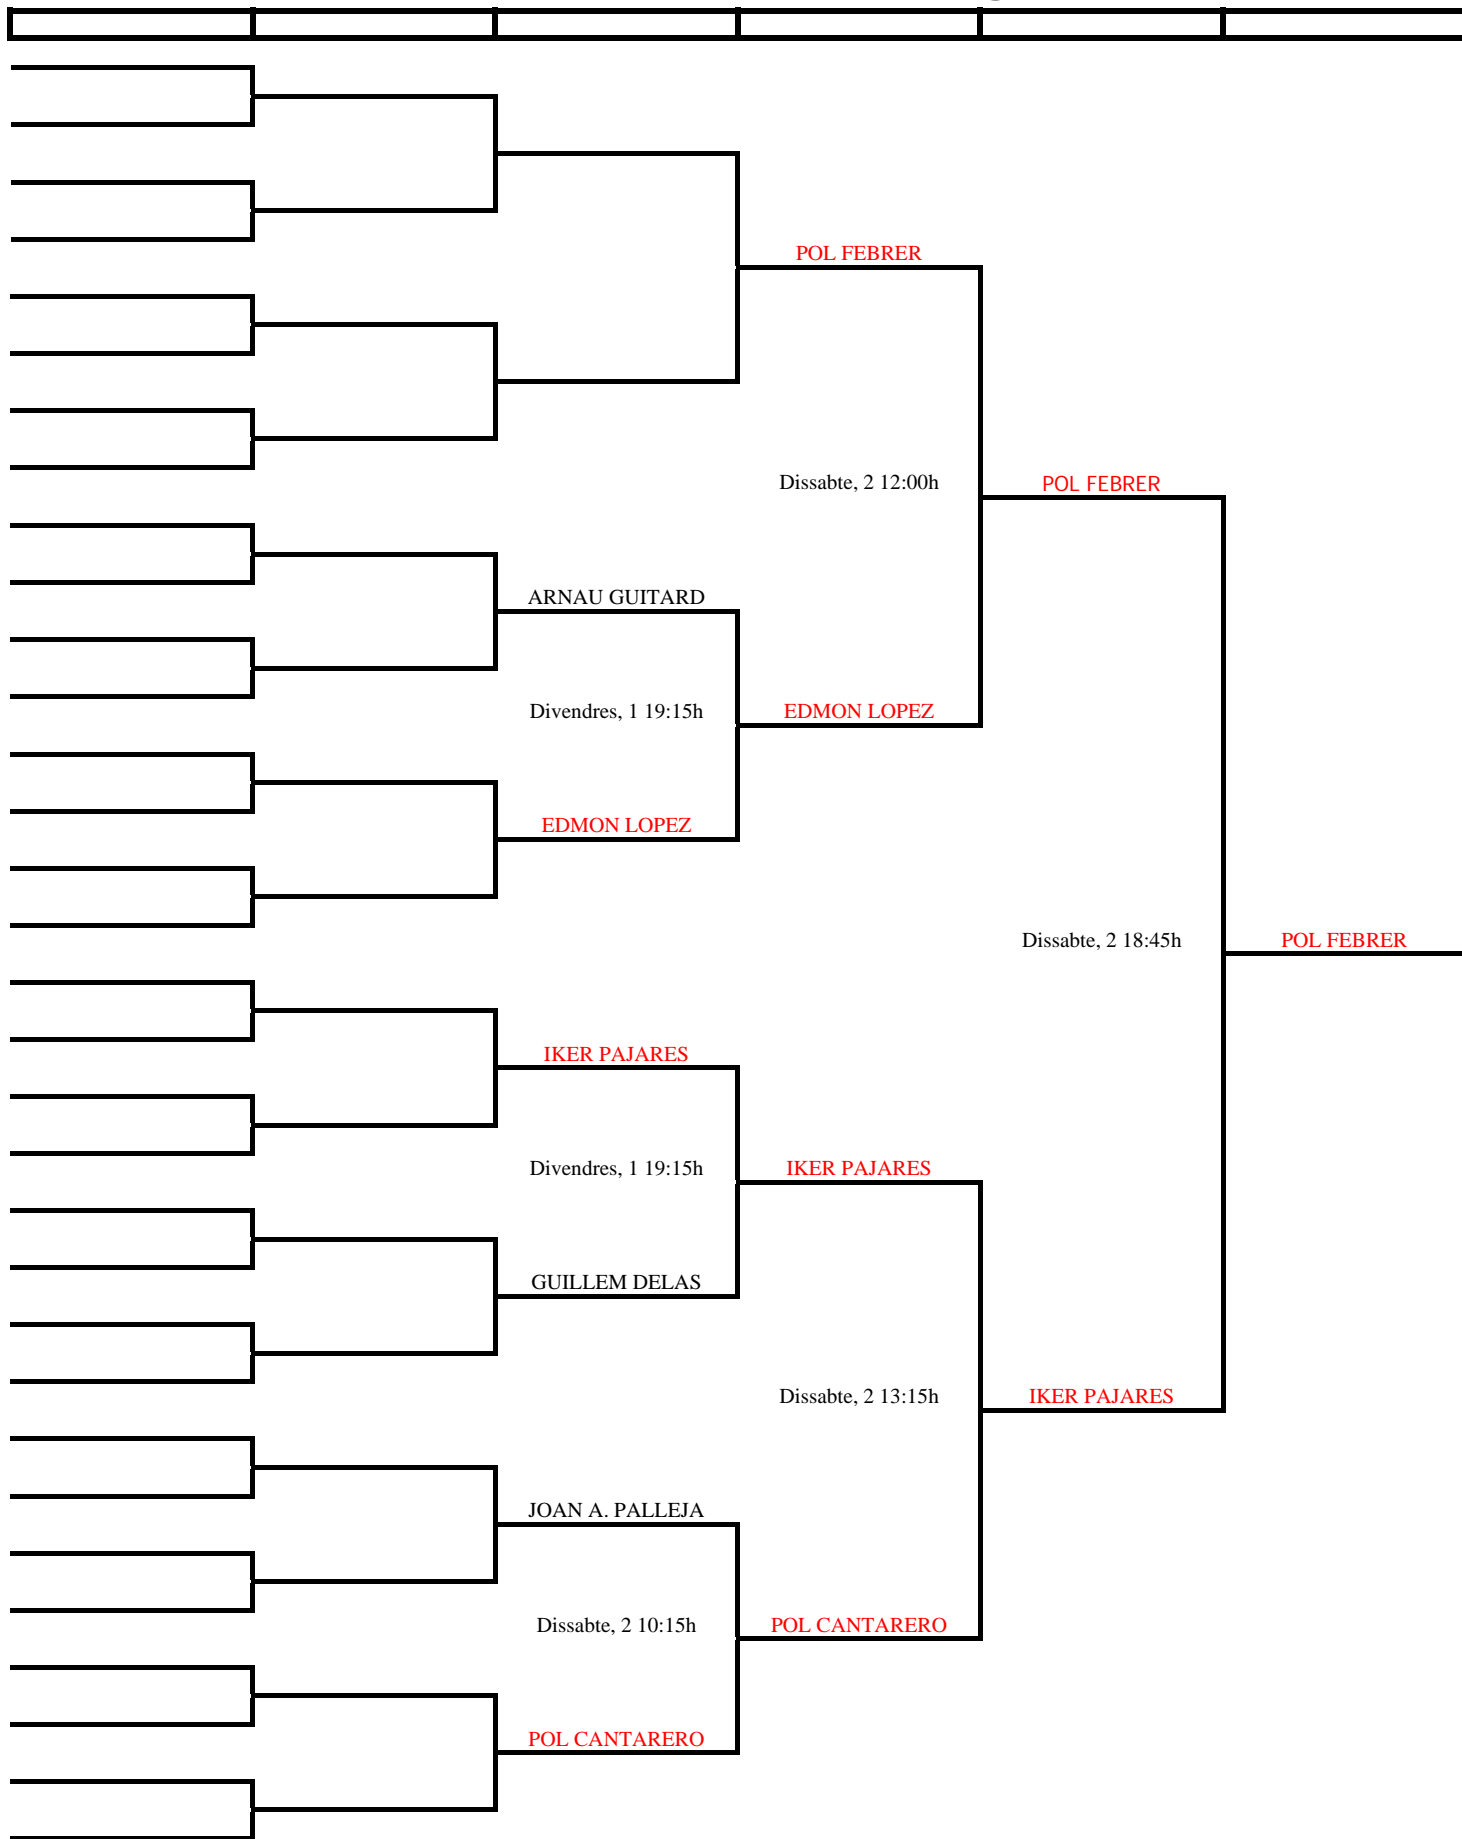 POL FEBRER
Dissabte, 2 12:00h
POL FEBRER
ARNAU GUITARD
Divendres, 1 19:15h
EDMON LOPEZ
EDMON LOPEZ
Dissabte, 2 18:45h
POL FEBRER
IKER PAJARES
Divendres, 1 19:15h
IKER PAJARES
GUILLEM DELAS
Dissabte, 2 13:15h
IKER PAJARES
JOAN A. PALLEJA
Dissabte, 2 10:15h
POL CANTARERO
POL CANTARERO